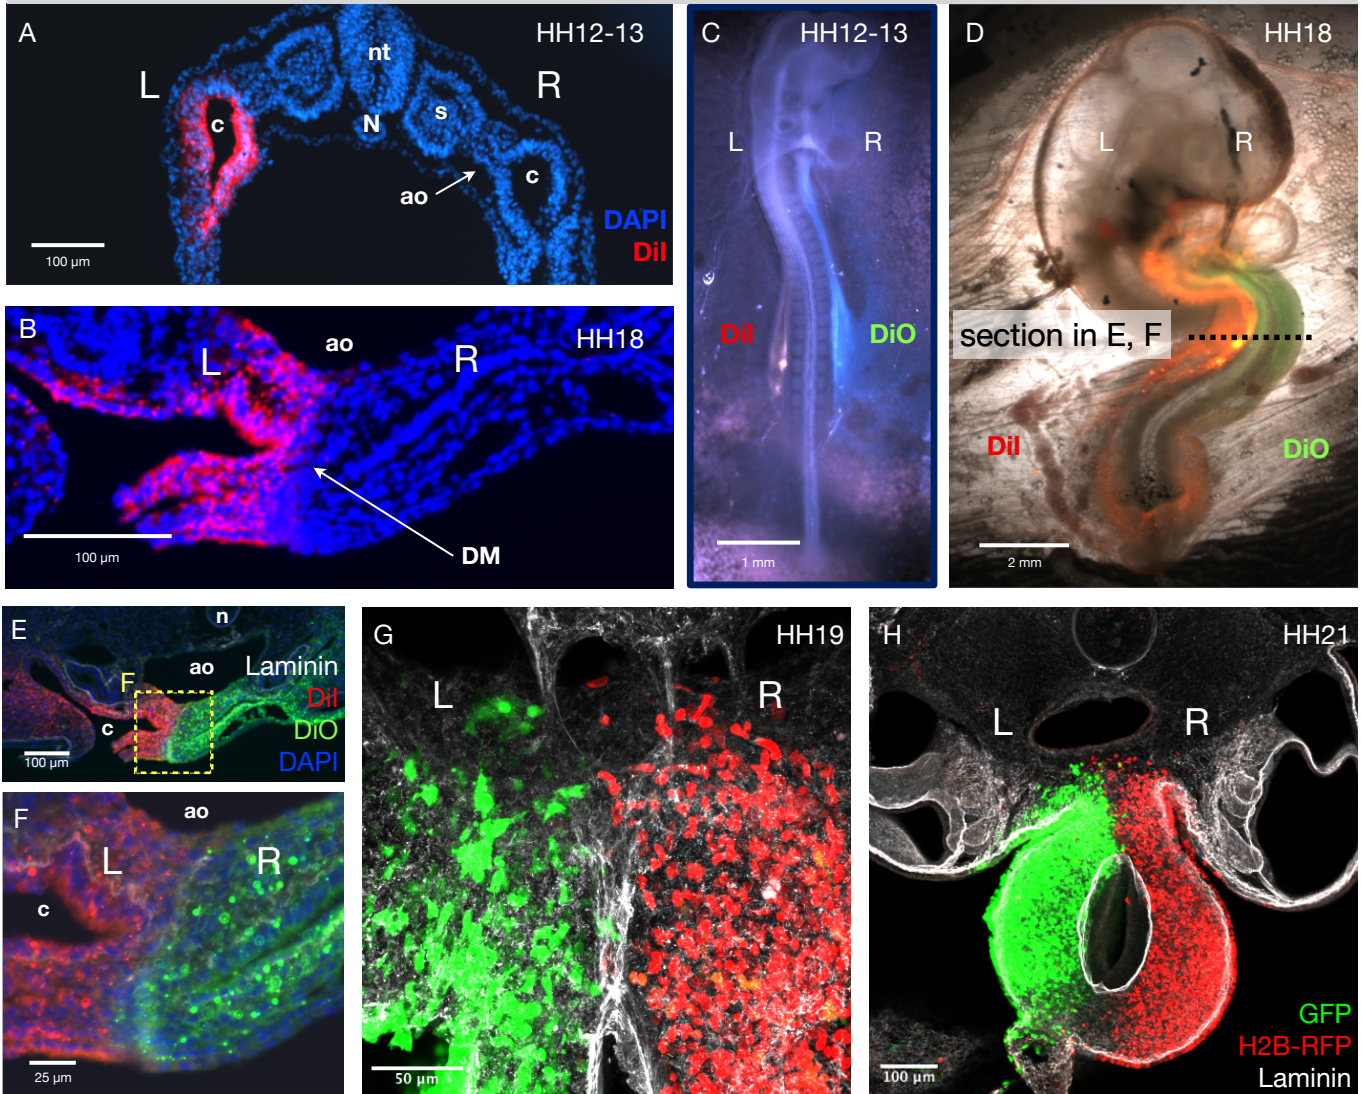 A
HH12-13
nt
L
R
c
s
N
c
ao
DAPI
DiI
100 µm
B
HH18
ao
L
R
DM
100 µm
C
HH12-13
L
R
DiI
DiO
1 mm
D
HH18
L
R
section in E, F
DiI
DiO
2 mm
E
n
ao
Laminin
F
DiI
c
DiO
100 µm
DAPI
F
ao
L
R
c
25 µm
G
HH19
L
R
50 µm
H
HH21
L
R
GFP
H2B-RFP
100 µm
Laminin